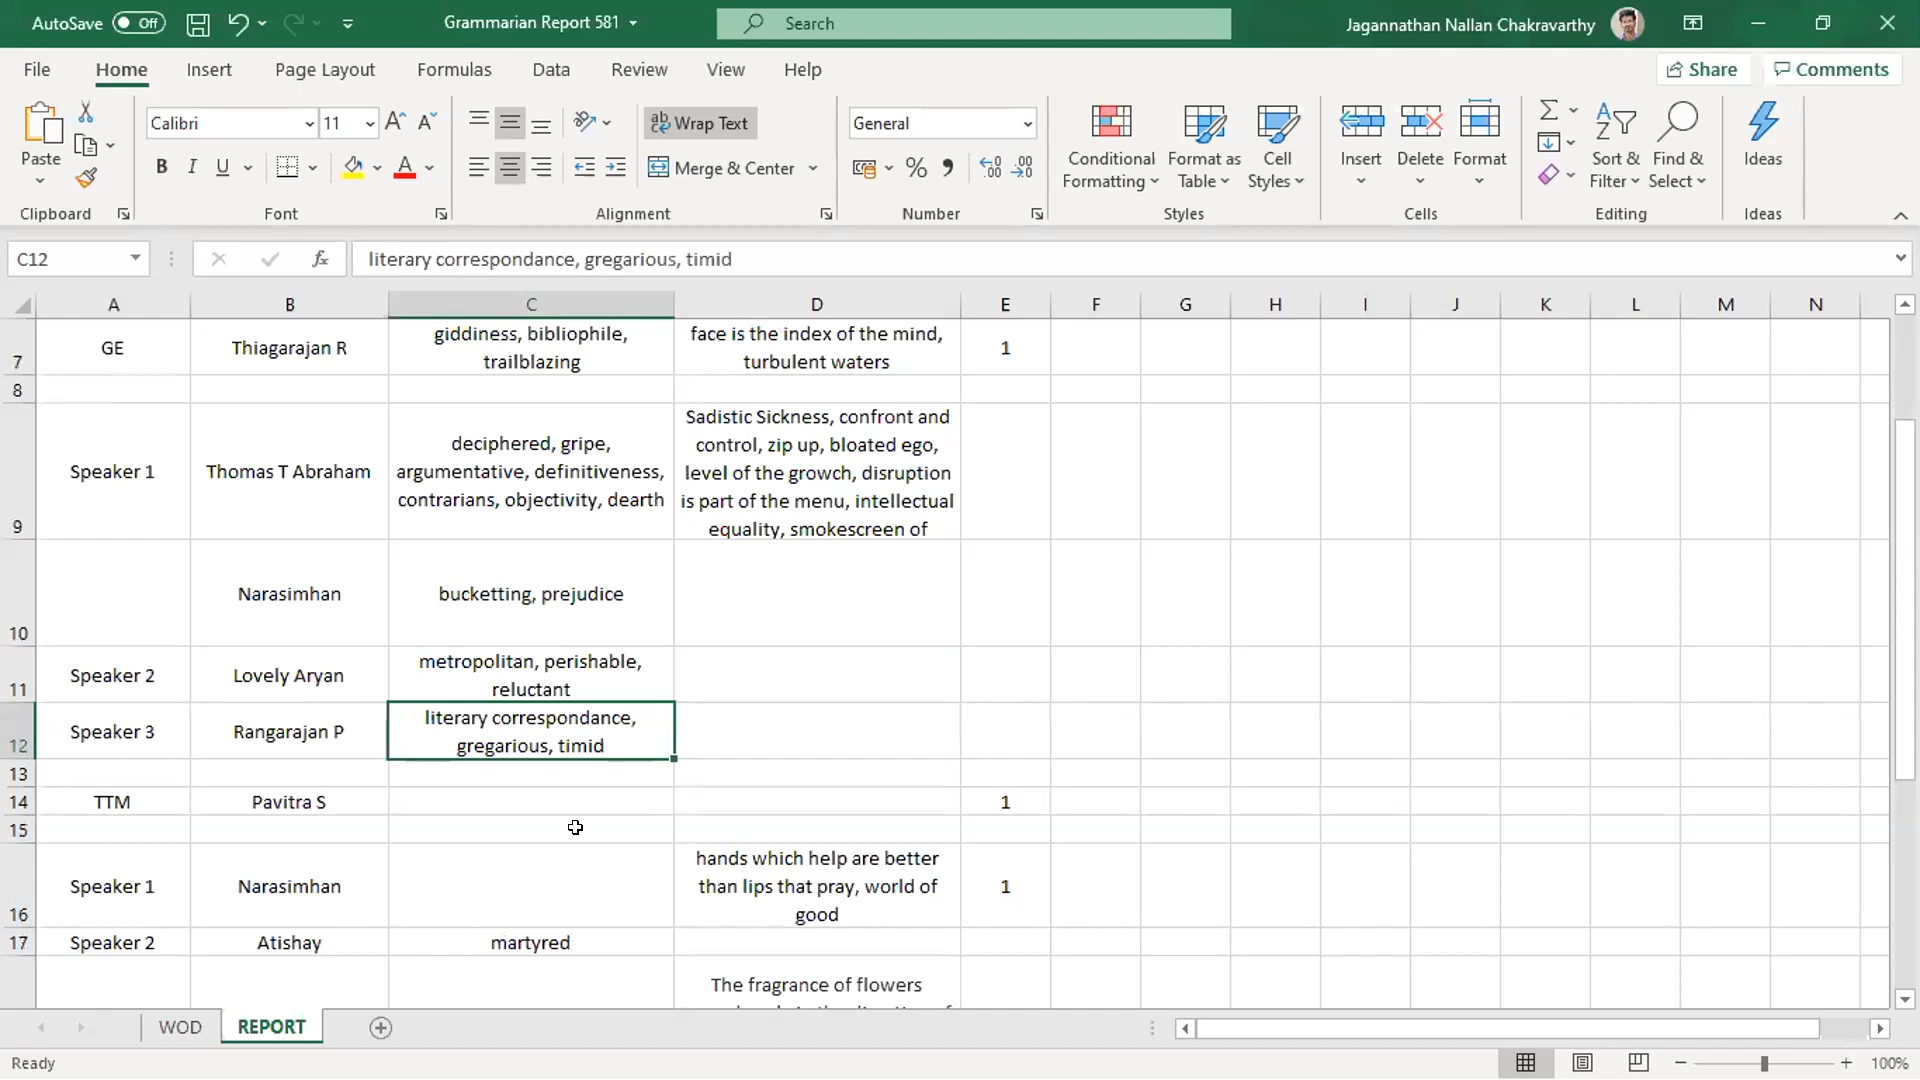 AutoSave Off Grammarian Report 581 Search Jagannathan Nallan Chakravarthy
File Home Insert Page Layout Formulas Data Review View Help Share Comments
Calibri 11 Wrap Text General
Paste B I U Merge & Center % Conditional Formatting Format as Table Cell Styles Insert Delete Format Sort & Filter Find & Select Ideas
Clipboard Font Alignment Number Styles Cells Editing Ideas
C12 fx literary correspondance, gregarious, timid
A B C D E F G H I J K L M N
7 GE Thiagarajan R giddiness, bibliophile, face is the index of the mind, 1
trailblazing turbulent waters
8
Sadistic Sickness, confront and
deciphered, gripe, control, zip up, bloated ego,
9 Speaker 1 Thomas T Abraham argumentative, definitiveness, level of the growch, disruption
contrarians, objectivity, dearth is part of the menu, intellectual
equality, smokescreen of
10 Narasimhan bucketting, prejudice
11 Speaker 2 Lovely Aryan metropolitan, perishable,
reluctant
12 Speaker 3 Rangarajan P literary correspondance,
gregarious, timid
13
14 TTM Pavitra S 1
15
hands which help are better
16 Speaker 1 Narasimhan than lips that pray, world of 1
good
17 Speaker 2 Atishay martyred
The fragrance of flowers
WOD REPORT
Ready 100%